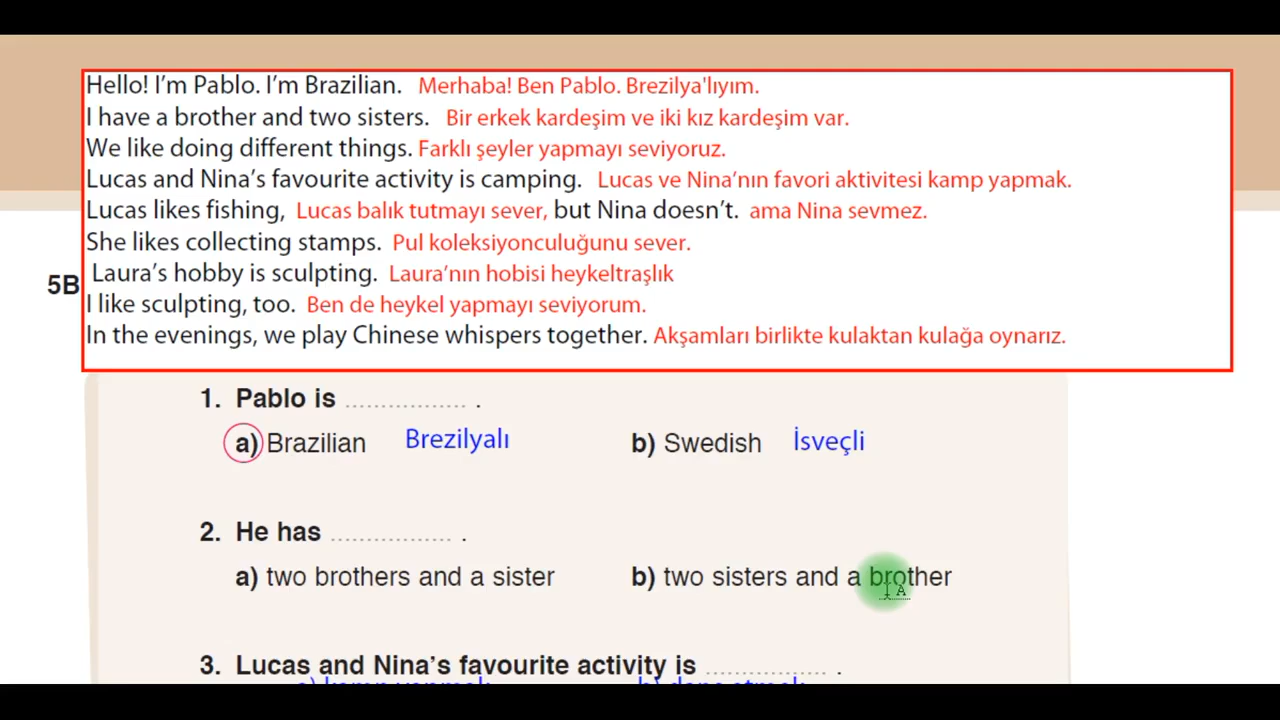 Hello! I'm Pablo. I'm Brazilian. Merhaba! Ben Pablo. Brezilya'lıyım.
I have a brother and two sisters. Bir erkek kardeşim ve iki kız kardeşim var.
We like doing different things. Farklı şeyler yapmayı seviyoruz.
Lucas and Nina's favourite activity is camping. Lucas ve Nina'nın favori aktivitesi kamp yapmak.
Lucas likes fishing, Lucas balık tutmayı sever, but Nina doesn't. ama Nina sevmez.
She likes collecting stamps. Pul koleksiyonculuğunu sever.
5B
Laura's hobby is sculpting. Laura'nın hobisi heykeltraşlık
I like sculpting, too. Ben de heykel yapmayı seviyorum.
In the evenings, we play Chinese whispers together. Akşamları birlikte kulaktan kulağa oynarız.
1. Pablo is ................. .
a) Brazilian Brezilyalı b) Swedish İsveçli
2. He has ................. .
a) two brothers and a sister b) two sisters and a brother
3. Lucas and Nina's favourite activity is ................. .